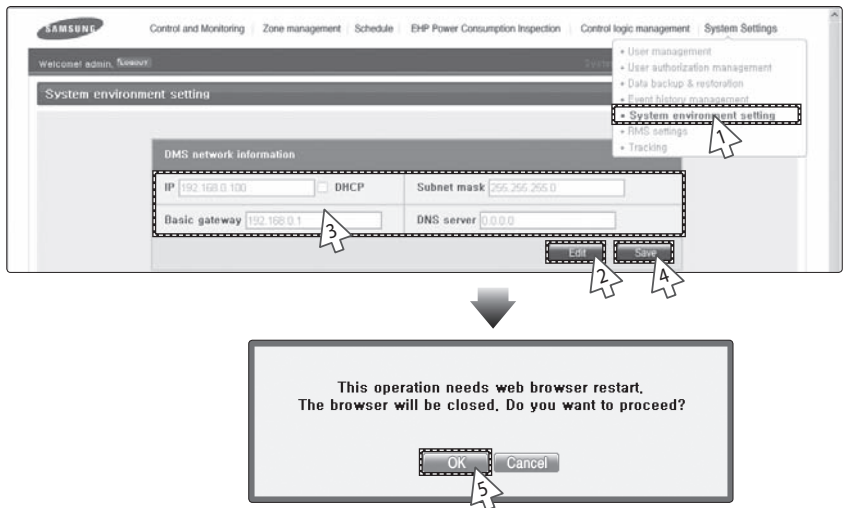 SAMSUNG Control and Monitoring Zone management Schedule EHP Power Consumption Inspection Control logic management System Settings
Welcome! admin, LOGOUT
• User management
• User authorization management
• Data backup & restoration
• Event history management
• System environment setting
• RMS settings
• Tracking
System environment setting
1
DMS network information
IP 192.168.0.100 DHCP Subnet mask 255.255.255.0
Basic gateway 192.168.0.1 DNS server 0.0.0.0
3
Edit Save
2 4
This operation needs web browser restart.
The browser will be closed. Do you want to proceed?
OK Cancel
5